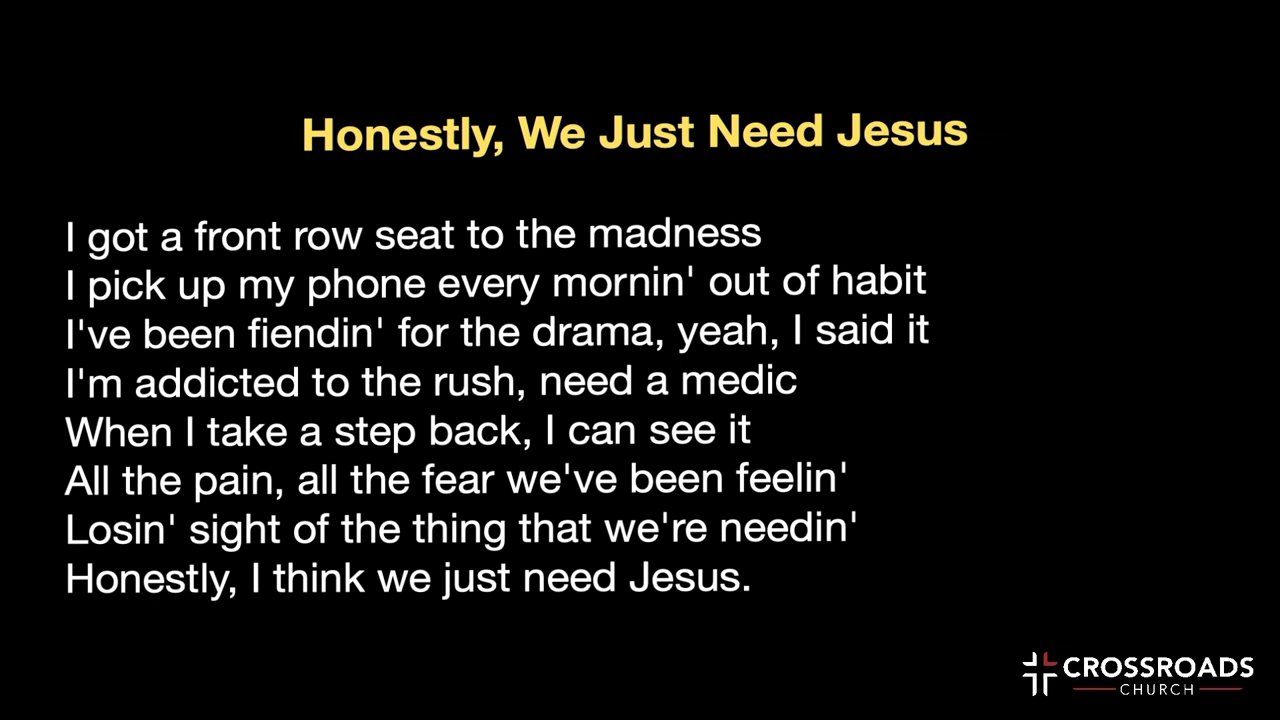 Honestly, We Just Need Jesus
I got a front row seat to the madness
I pick up my phone every mornin' out of habit
I've been fiendin' for the drama, yeah, I said it
I'm addicted to the rush, need a medic
When I take a step back, I can see it
All the pain, all the fear we've been feelin'
Losin' sight of the thing that we're needin'
Honestly, I think we just need Jesus.
CROSSROADS
CHURCH